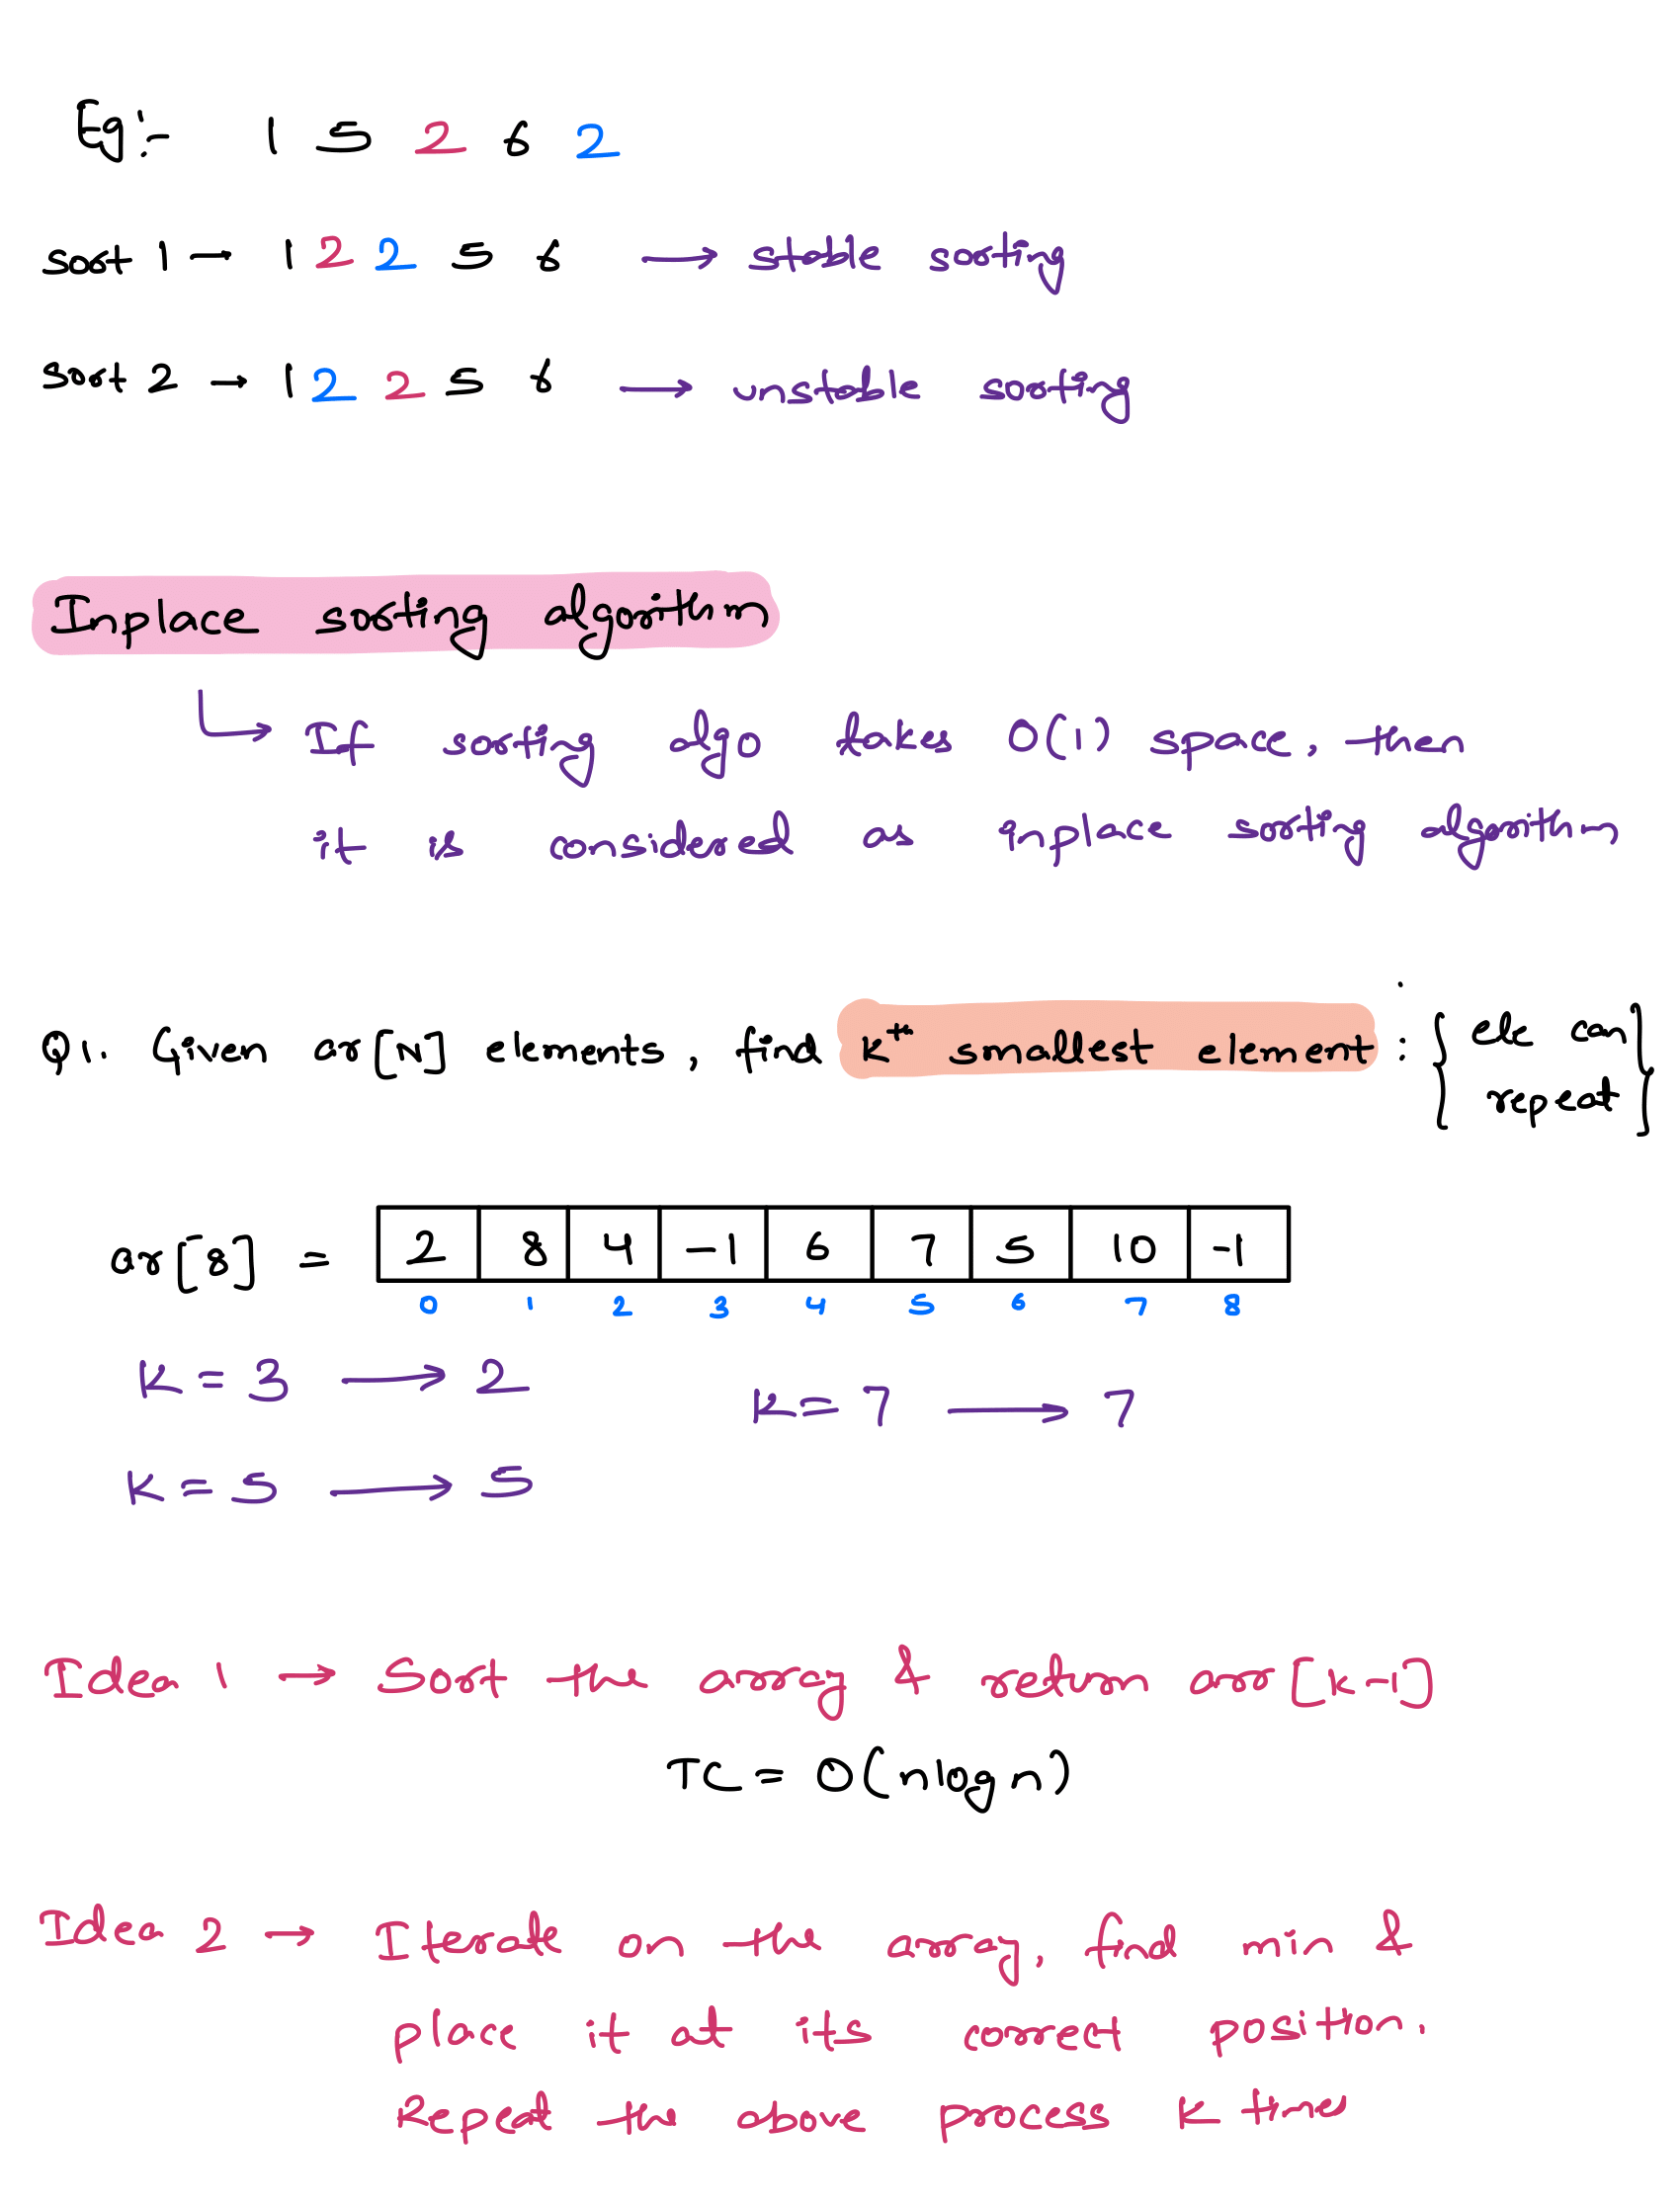 Eg:- 1 5 2 6 2
sort 1 → 1 2 2 5 6 → stable sorting
sort 2 → 1 2 2 5 6 → unstable sorting
Inplace sorting algorithm
If sorting algo takes O(1) space, then
it is considered as inplace sorting algorithm
Q1. Given ar[N] elements, find Kth smallest element : {ele can
repeat}
ar[8] = 2 8 4 -1 6 7 5 10 -1
0 1 2 3 4 5 6 7 8
K = 3 → 2
K = 7 → 7
K = 5 → 5
Idea 1 → Sort the array & return arr[k-1]
TC = O(nlogn)
Idea 2 → Iterate on the array, find min &
place it at its correct position.
Repeat the above process K times